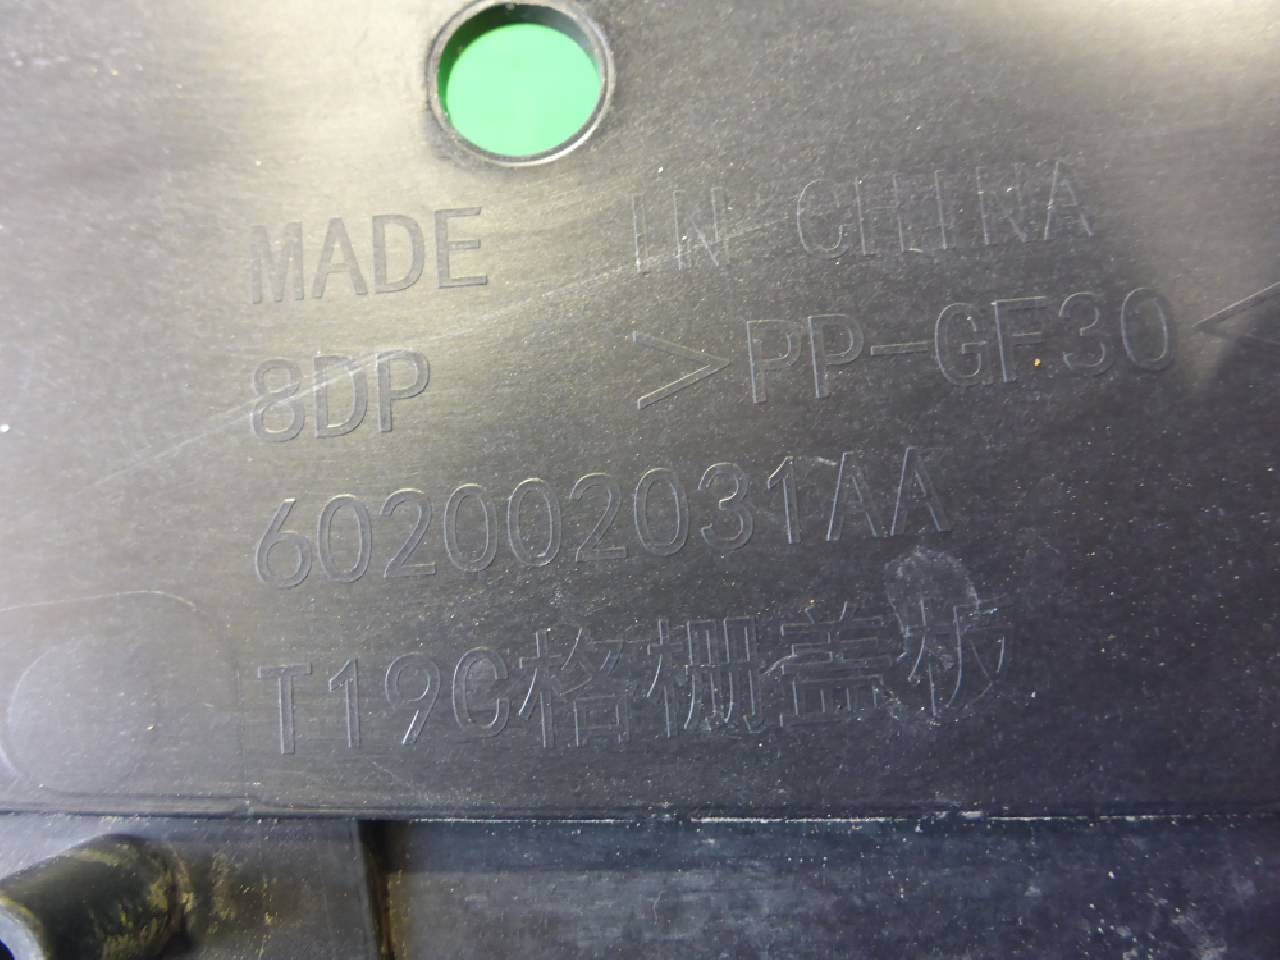 MADE IN CHINA
8DP >PP-GF30<
602002031AA
T19C格栅盖板